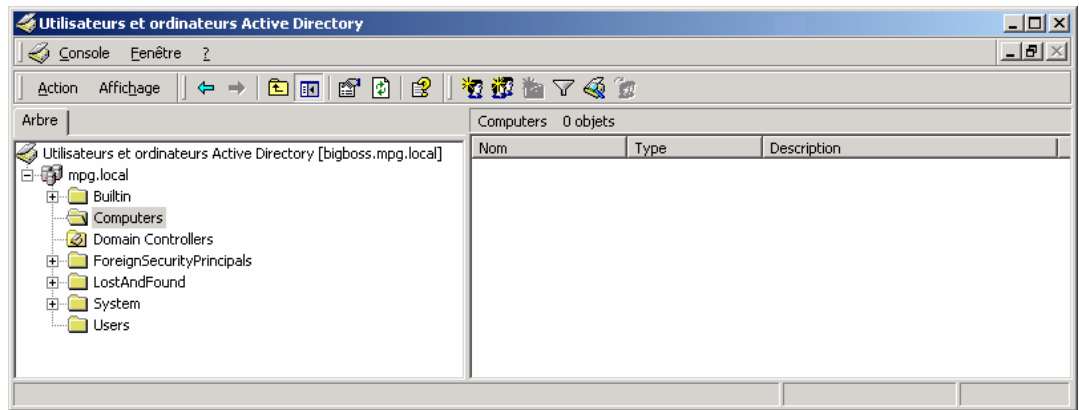 Utilisateurs et ordinateurs Active Directory
Console Fenêtre ?
Action Affichage
Arbre
Computers 0 objets
Utilisateurs et ordinateurs Active Directory [bigboss.mpg.local]
Nom Type Description
mpg.local
Builtin
Computers
Domain Controllers
ForeignSecurityPrincipals
LostAndFound
System
Users